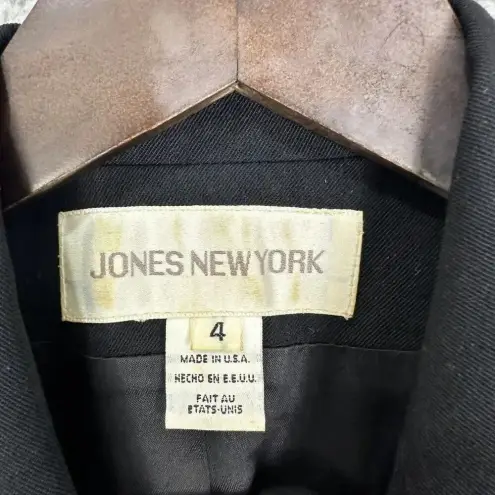 JONES NEW YORK
4
MADE IN U.S.A.
HECHO EN E.E.U.U.
FAIT AU
ETATS-UNIS